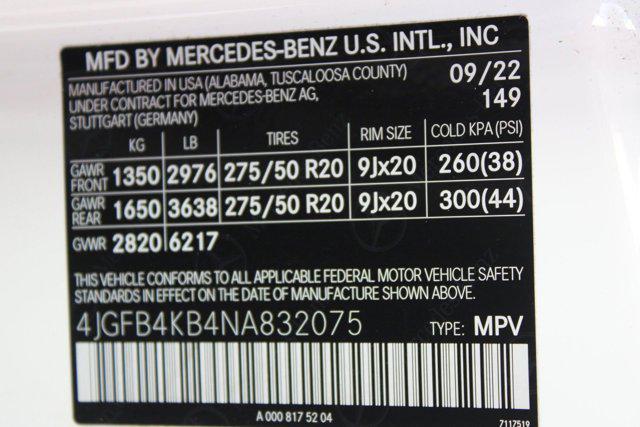 MFD BY MERCEDES-BENZ U.S. INTL., INC
MANUFACTURED IN USA (ALABAMA, TUSCALOOSA COUNTY) 09/22
UNDER CONTRACT FOR MERCEDES-BENZ AG, 149
STUTTGART (GERMANY)
KG LB TIRES RIM SIZE COLD KPA (PSI)
GAWR FRONT 1350 2976 275/50 R20 9Jx20 260(38)
GAWR REAR 1650 3638 275/50 R20 9Jx20 300(44)
GVWR 2820 6217
THIS VEHICLE CONFORMS TO ALL APPLICABLE FEDERAL MOTOR VEHICLE SAFETY
STANDARDS IN EFFECT ON THE DATE OF MANUFACTURE SHOWN ABOVE.
4JGFB4KB4NA832075 TYPE: MPV
A 000 817 52 04
7117519